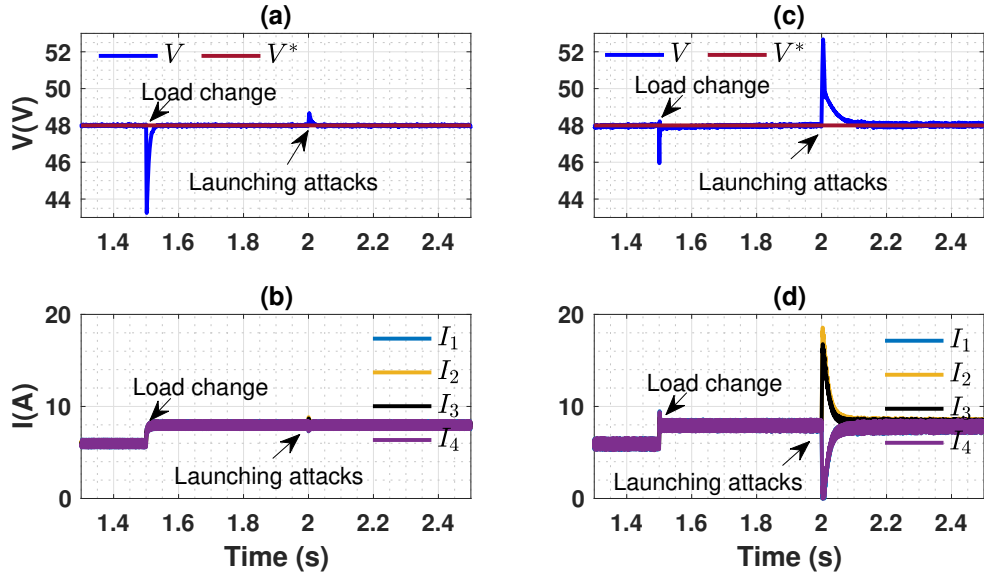 (a)
V(V)
52
50
48
46
44
V V*
Load change
Launching attacks
1.4 1.6 1.8 2 2.2 2.4
(c)
52
50
48
46
44
V V*
Load change
Launching attacks
1.4 1.6 1.8 2 2.2 2.4
(b)
I(A)
20
10
0
I₁
I₂
I₃
I₄
Load change
Launching attacks
1.4 1.6 1.8 2 2.2 2.4
Time (s)
(d)
20
10
0
I₁
I₂
I₃
I₄
Load change
Launching attacks
1.4 1.6 1.8 2 2.2 2.4
Time (s)